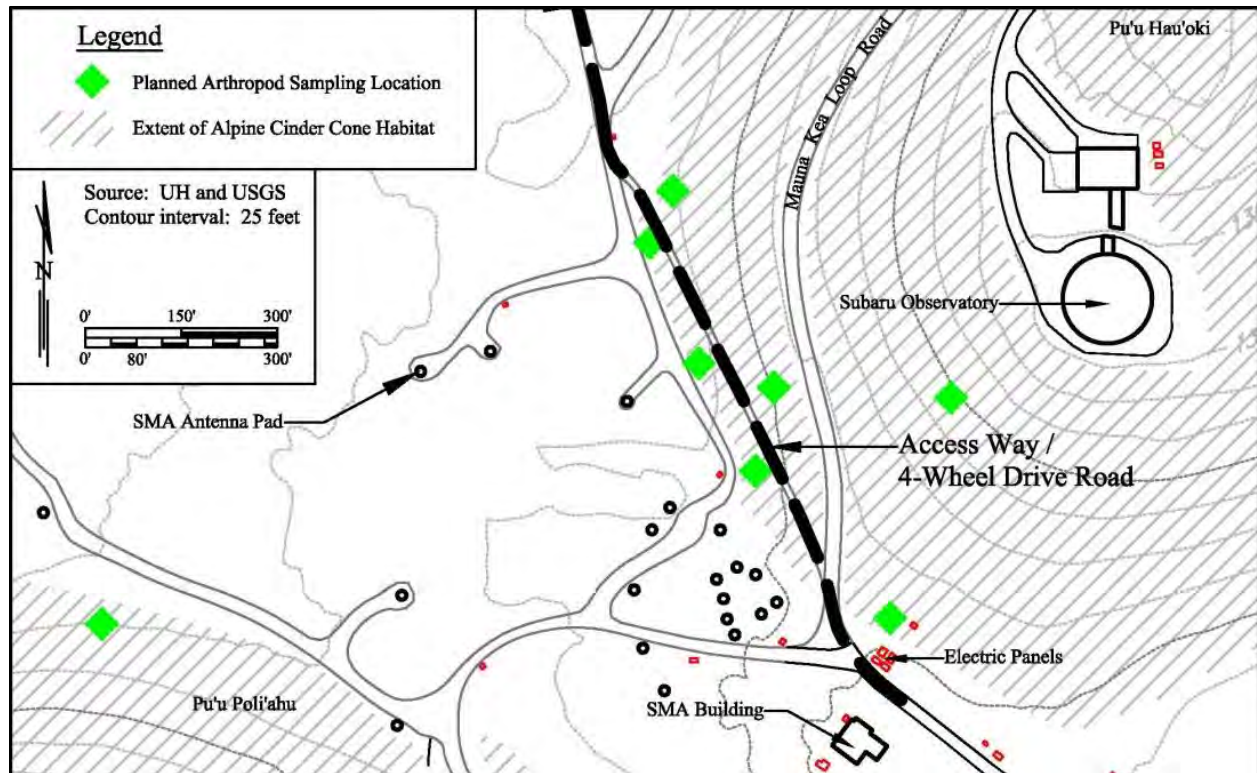 Legend
Planned Arthropod Sampling Location
Extent of Alpine Cinder Cone Habitat
Source: UH and USGS
Contour interval: 25 feet
N
0' 150' 300'
0' 80' 300'
SMA Antenna Pad
Mauna Kea Loop Road
Pu'u Hau'oki
Subaru Observatory
Access Way /
4-Wheel Drive Road
Electric Panels
SMA Building
Pu'u Poli'ahu